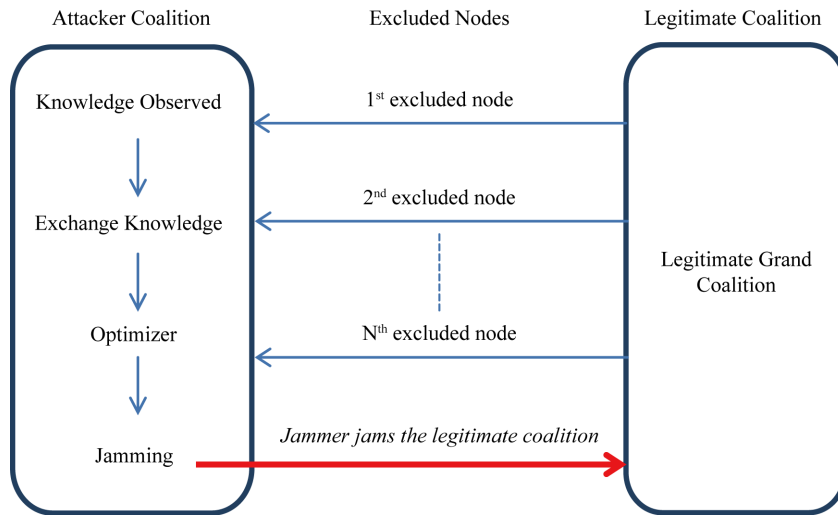 Attacker Coalition
Excluded Nodes
Legitimate Coalition
Knowledge Observed
1st excluded node
Exchange Knowledge
2nd excluded node
Legitimate Grand
Coalition
Optimizer
Nth excluded node
Jamming
Jammer jams the legitimate coalition